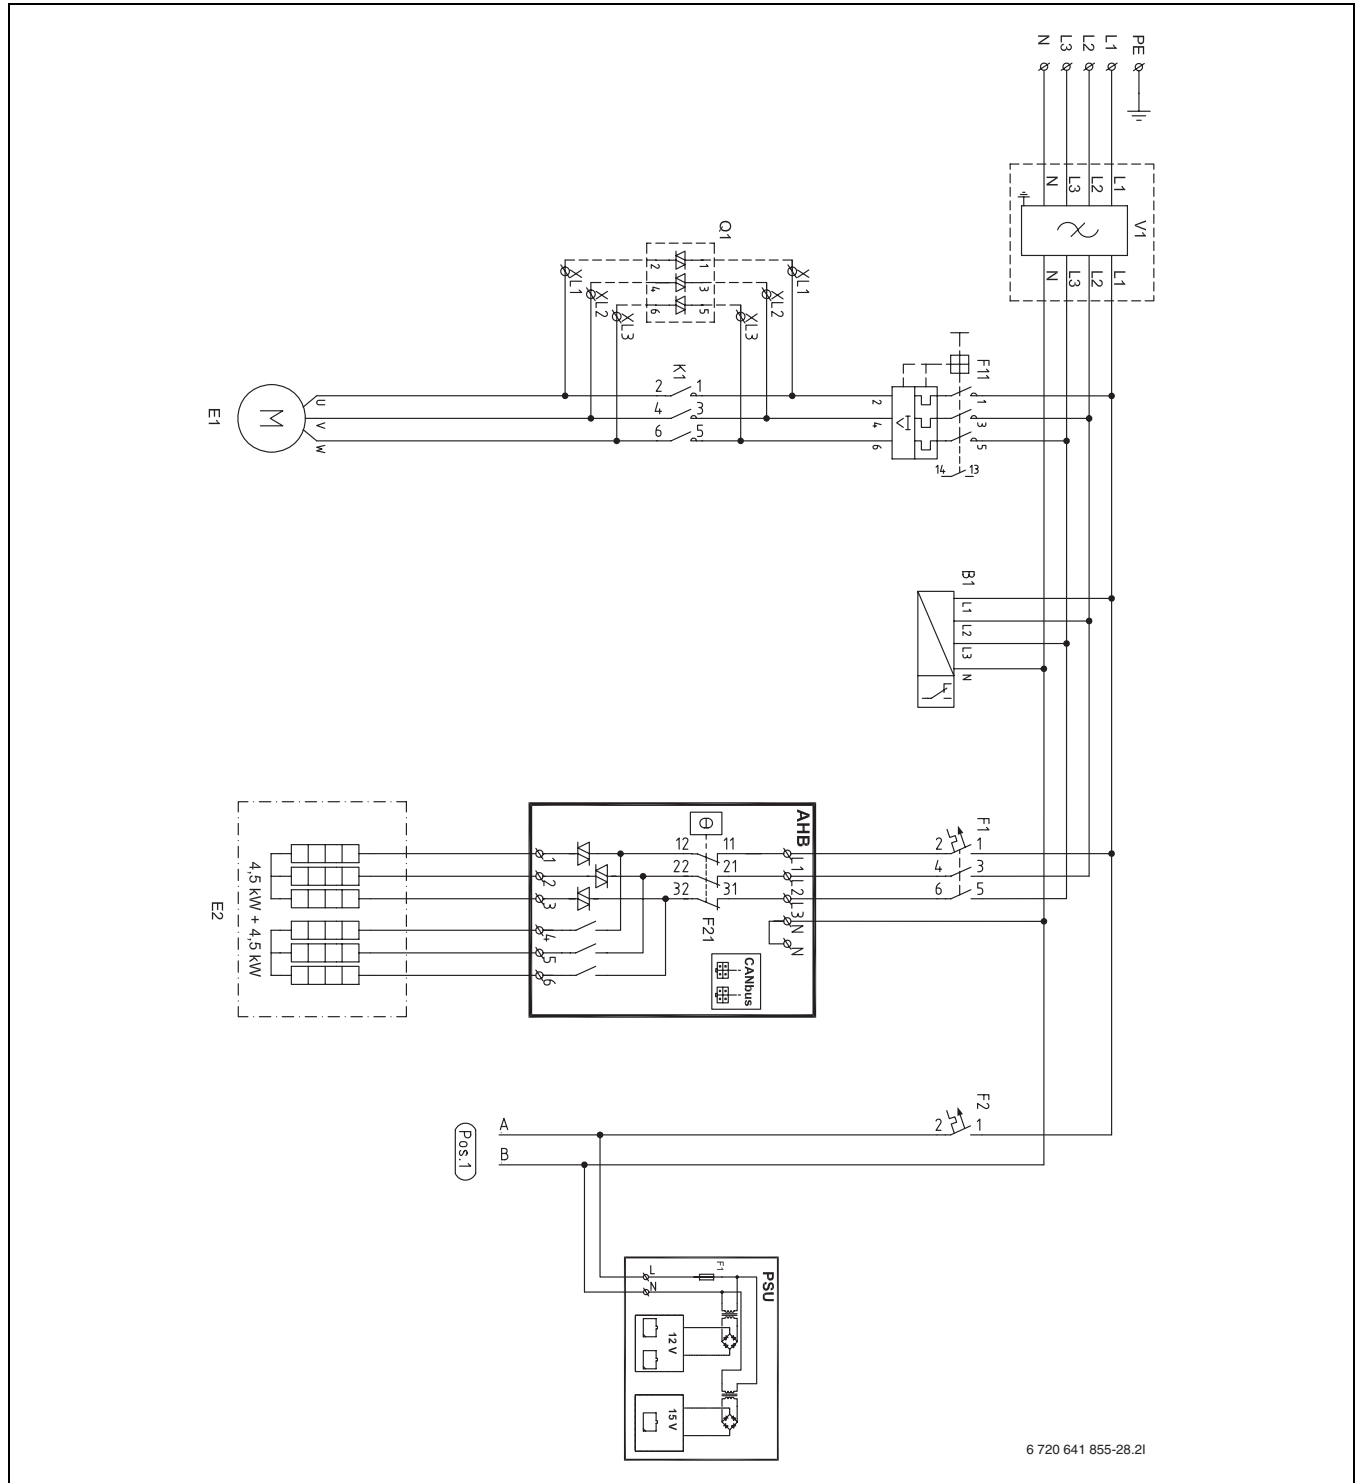 PE
L1
L2
L3
N
V1
L1
L2
L3
N
L1
L2
L3
N
Q1
1
2
3
4
5
6
XL1
XL2
XL3
XL1
XL2
XL3
F11
1
3
5
2
4
6
I>
13
14
K1
1
2
3
4
5
6
E1
M
U
V
W
B1
L1
L2
L3
N
AHB
F1
1
2
3
4
5
6
L1
L2
L3
N
N
11
12
21
22
31
32
F21
CANbus
1
2
3
4
5
6
E2
4,5 kW + 4,5 kW
F2
1
2
A
B
Pos.1
PSU
F1
L
N
12 V
15 V
6 720 641 855-28.2I